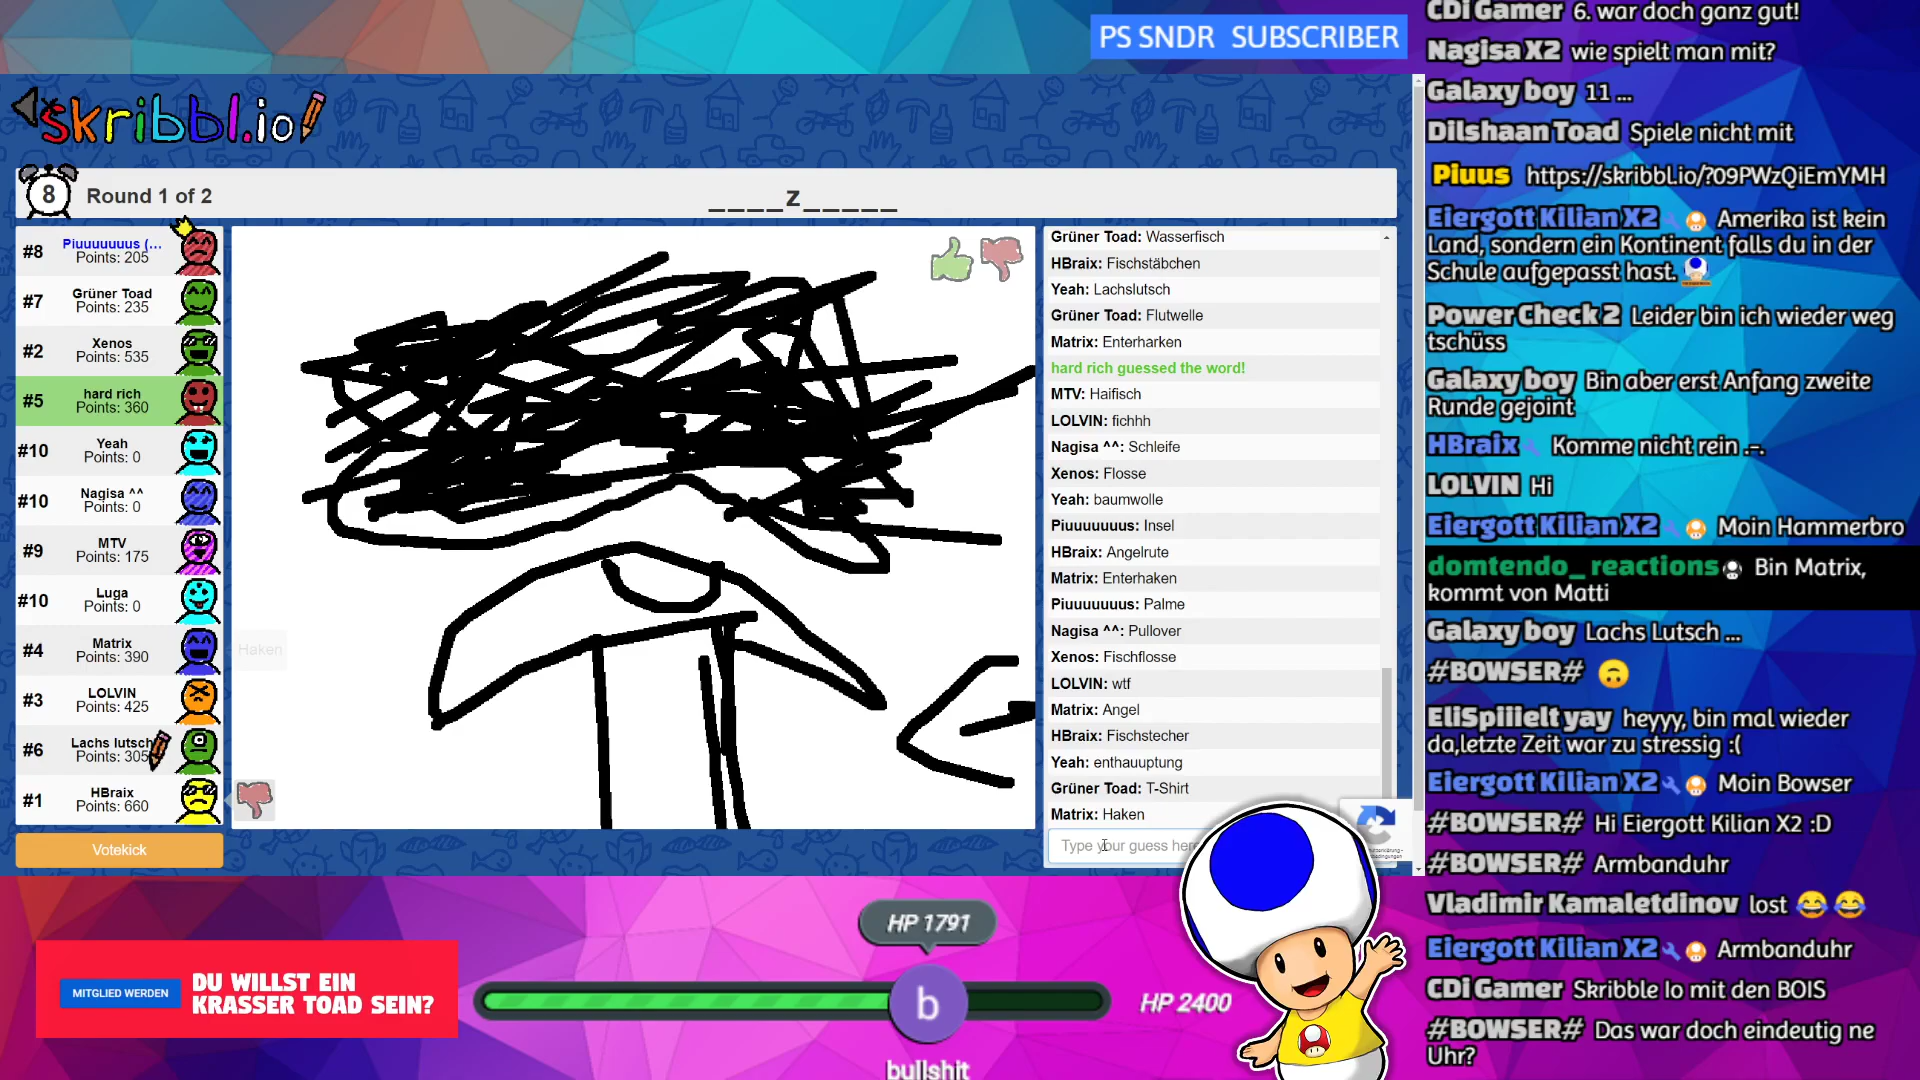 PS SNDR SUBSCRIBER
skribbl.io
8
Round 1 of 2
____z_____
#8 Piuuuuuuus (...
Points: 205
#7 Grüner Toad
Points: 235
#2 Xenos
Points: 535
#5 hard rich
Points: 360
#10 Yeah
Points: 0
#10 Nagisa ^^
Points: 0
#9 MTV
Points: 175
#10 Luga
Points: 0
#4 Matrix
Points: 390
#3 LOLVIN
Points: 425
#6 Lachs lutsch
Points: 305
#1 HBraix
Points: 660
Votekick
Haken
Grüner Toad: Wasserfisch
HBraix: Fischstäbchen
Yeah: Lachslutsch
Grüner Toad: Flutwelle
Matrix: Enterharken
hard rich guessed the word!
MTV: Haifisch
LOLVIN: fichhh
Nagisa ^^: Schleife
Xenos: Flosse
Yeah: baumwolle
Piuuuuuuus: Insel
HBraix: Angelrute
Matrix: Enterhaken
Piuuuuuuus: Palme
Nagisa ^^: Pullover
Xenos: Fischflosse
LOLVIN: wtf
Matrix: Angel
HBraix: Fischstecher
Yeah: enthauuptung
Grüner Toad: T-Shirt
Matrix: Haken
Type your guess here
CDi Gamer 6. war doch ganz gut!
Nagisa X2 wie spielt man mit?
Galaxy boy 11 ...
Dilshaan Toad Spiele nicht mit
Piuus https://skribbl.io/?09PWzQiEmYMH
Eiergott Kilian X2 Amerika ist kein
Land, sondern ein Kontinent falls du in der
Schule aufgepasst hast.
Power Check 2 Leider bin ich wieder weg
tschüss
Galaxy boy Bin aber erst Anfang zweite
Runde gejoint
HBraix Komme nicht rein .-.
LOLVIN Hi
Eiergott Kilian X2 Moin Hammerbro
domtendo_reactions Bin Matrix,
kommt von Matti
Galaxy boy Lachs Lutsch ...
#BOWSER# 🙃
EliSpiiielt yay heyyy, bin mal wieder
da,letzte Zeit war zu stressig :(
Eiergott Kilian X2 Moin Bowser
#BOWSER# Hi Eiergott Kilian X2 :D
#BOWSER# Armbanduhr
Vladimir Kamaletdinov lost 😂😂
Eiergott Kilian X2 Armbanduhr
CDi Gamer Skribble Io mit den BOIS
#BOWSER# Das war doch eindeutig ne
Uhr?
MITGLIED WERDEN
DU WILLST EIN
KRASSER TOAD SEIN?
HP 1791
b
HP 2400
bullshit